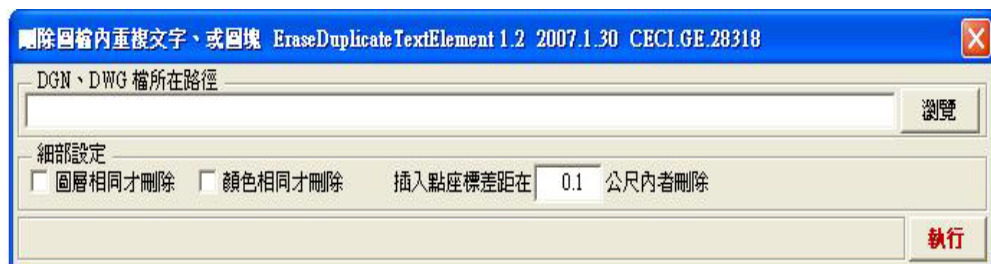 刪除圖檔內重複文字、或圖塊 EraseDuplicateTextElement 1.2 2007.1.30 CECI.GE.28318
DGN、DWG 檔所在路徑
瀏覽
細部設定
圖層相同才刪除 顏色相同才刪除 插入點座標差距在 0.1 公尺內者刪除
執行